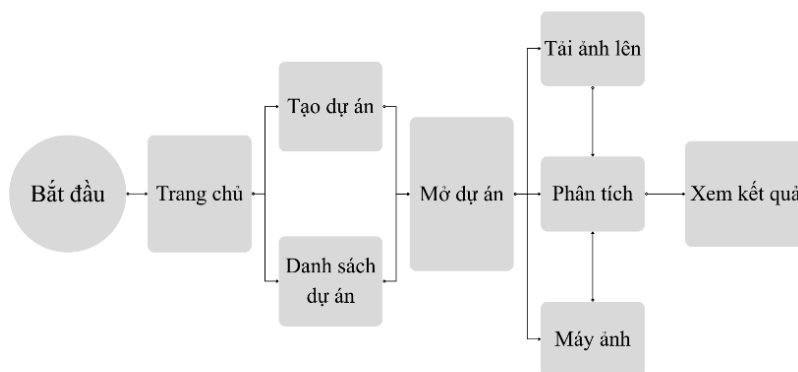 Bắt đầu
Trang chủ
Tạo dự án
Danh sách
dự án
Mở dự án
Tải ảnh lên
Phân tích
Máy ảnh
Xem kết quả